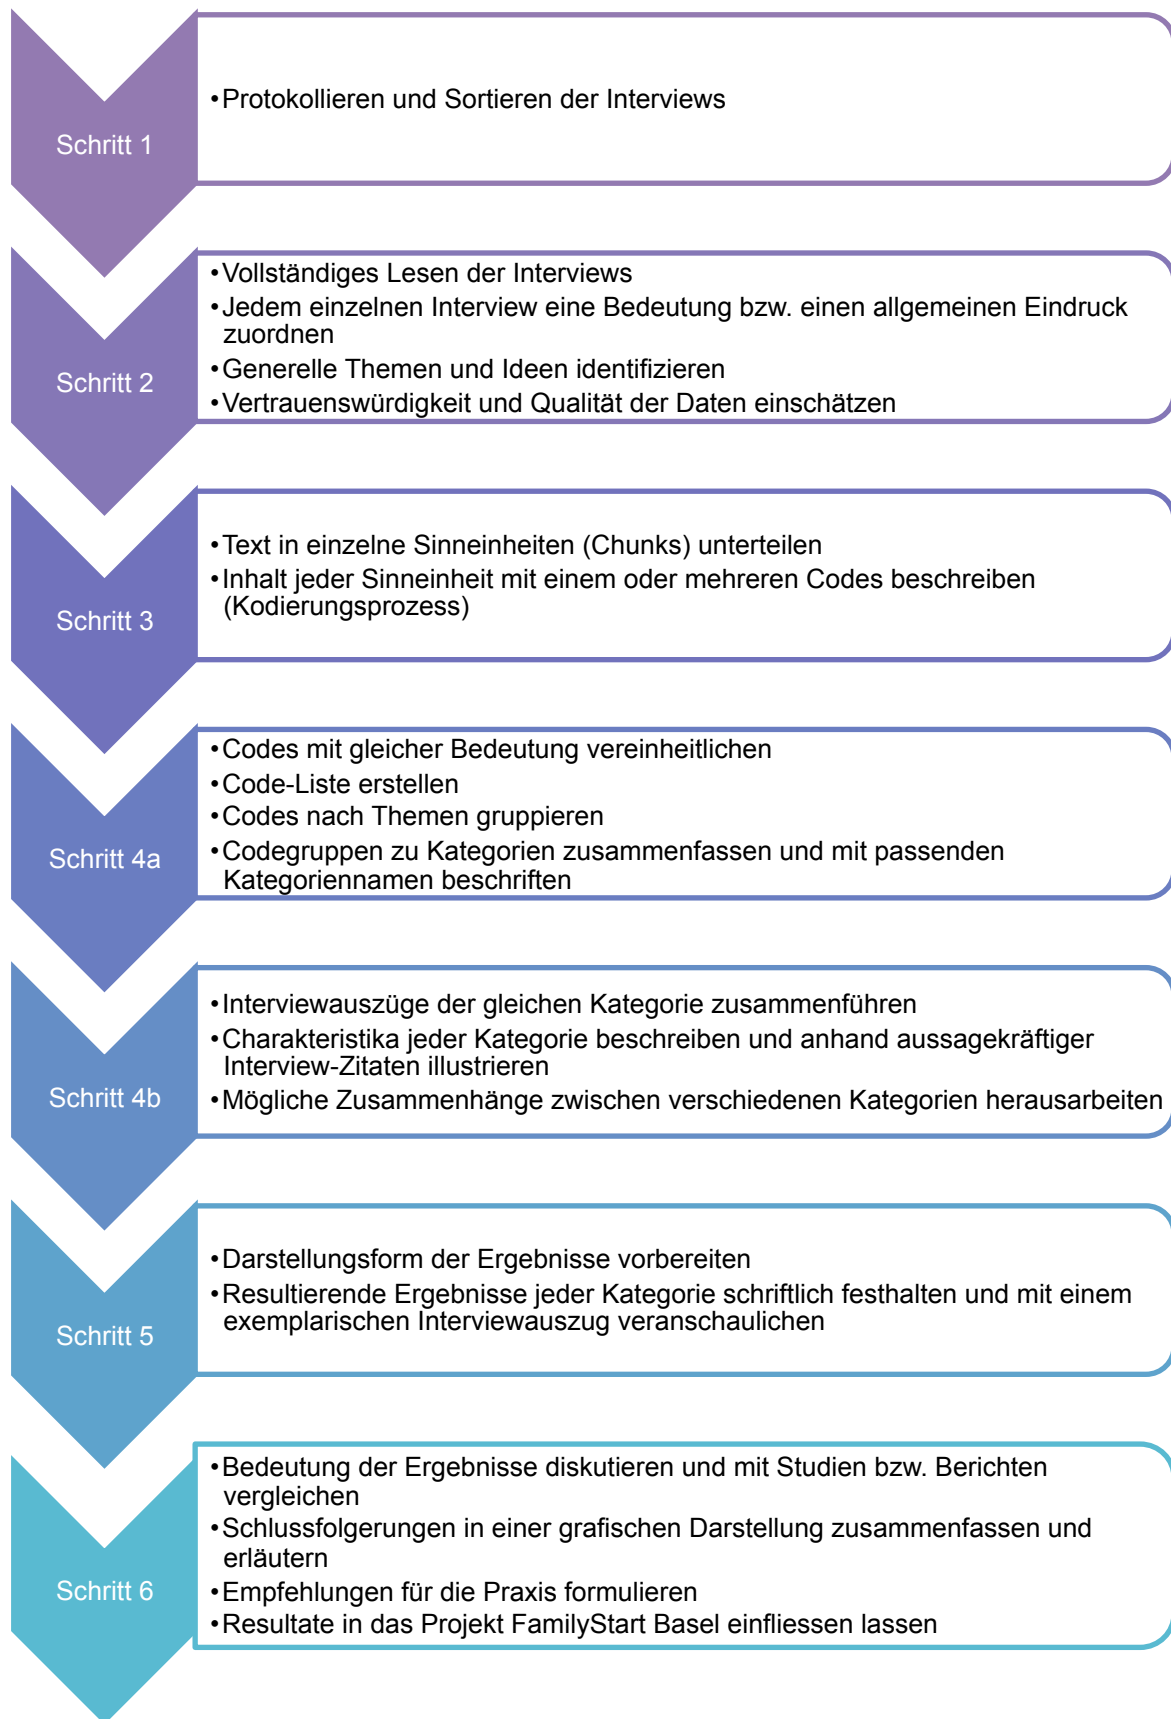 Schritt 1
•Protokollieren und Sortieren der Interviews
Schritt 2
•Vollständiges Lesen der Interviews
•Jedem einzelnen Interview eine Bedeutung bzw. einen allgemeinen Eindruck
zuordnen
•Generelle Themen und Ideen identifizieren
•Vertrauenswürdigkeit und Qualität der Daten einschätzen
Schritt 3
•Text in einzelne Sinneinheiten (Chunks) unterteilen
•Inhalt jeder Sinneinheit mit einem oder mehreren Codes beschreiben
(Kodierungsprozess)
Schritt 4a
•Codes mit gleicher Bedeutung vereinheitlichen
•Code-Liste erstellen
•Codes nach Themen gruppieren
•Codegruppen zu Kategorien zusammenfassen und mit passenden
Kategoriennamen beschriften
Schritt 4b
•Interviewauszüge der gleichen Kategorie zusammenführen
•Charakteristika jeder Kategorie beschreiben und anhand aussagekräftiger
Interview-Zitaten illustrieren
•Mögliche Zusammenhänge zwischen verschiedenen Kategorien herausarbeiten
Schritt 5
•Darstellungsform der Ergebnisse vorbereiten
•Resultierende Ergebnisse jeder Kategorie schriftlich festhalten und mit einem
exemplarischen Interviewauszug veranschaulichen
Schritt 6
•Bedeutung der Ergebnisse diskutieren und mit Studien bzw. Berichten
vergleichen
•Schlussfolgerungen in einer grafischen Darstellung zusammenfassen und
erläutern
•Empfehlungen für die Praxis formulieren
•Resultate in das Projekt FamilyStart Basel einfliessen lassen